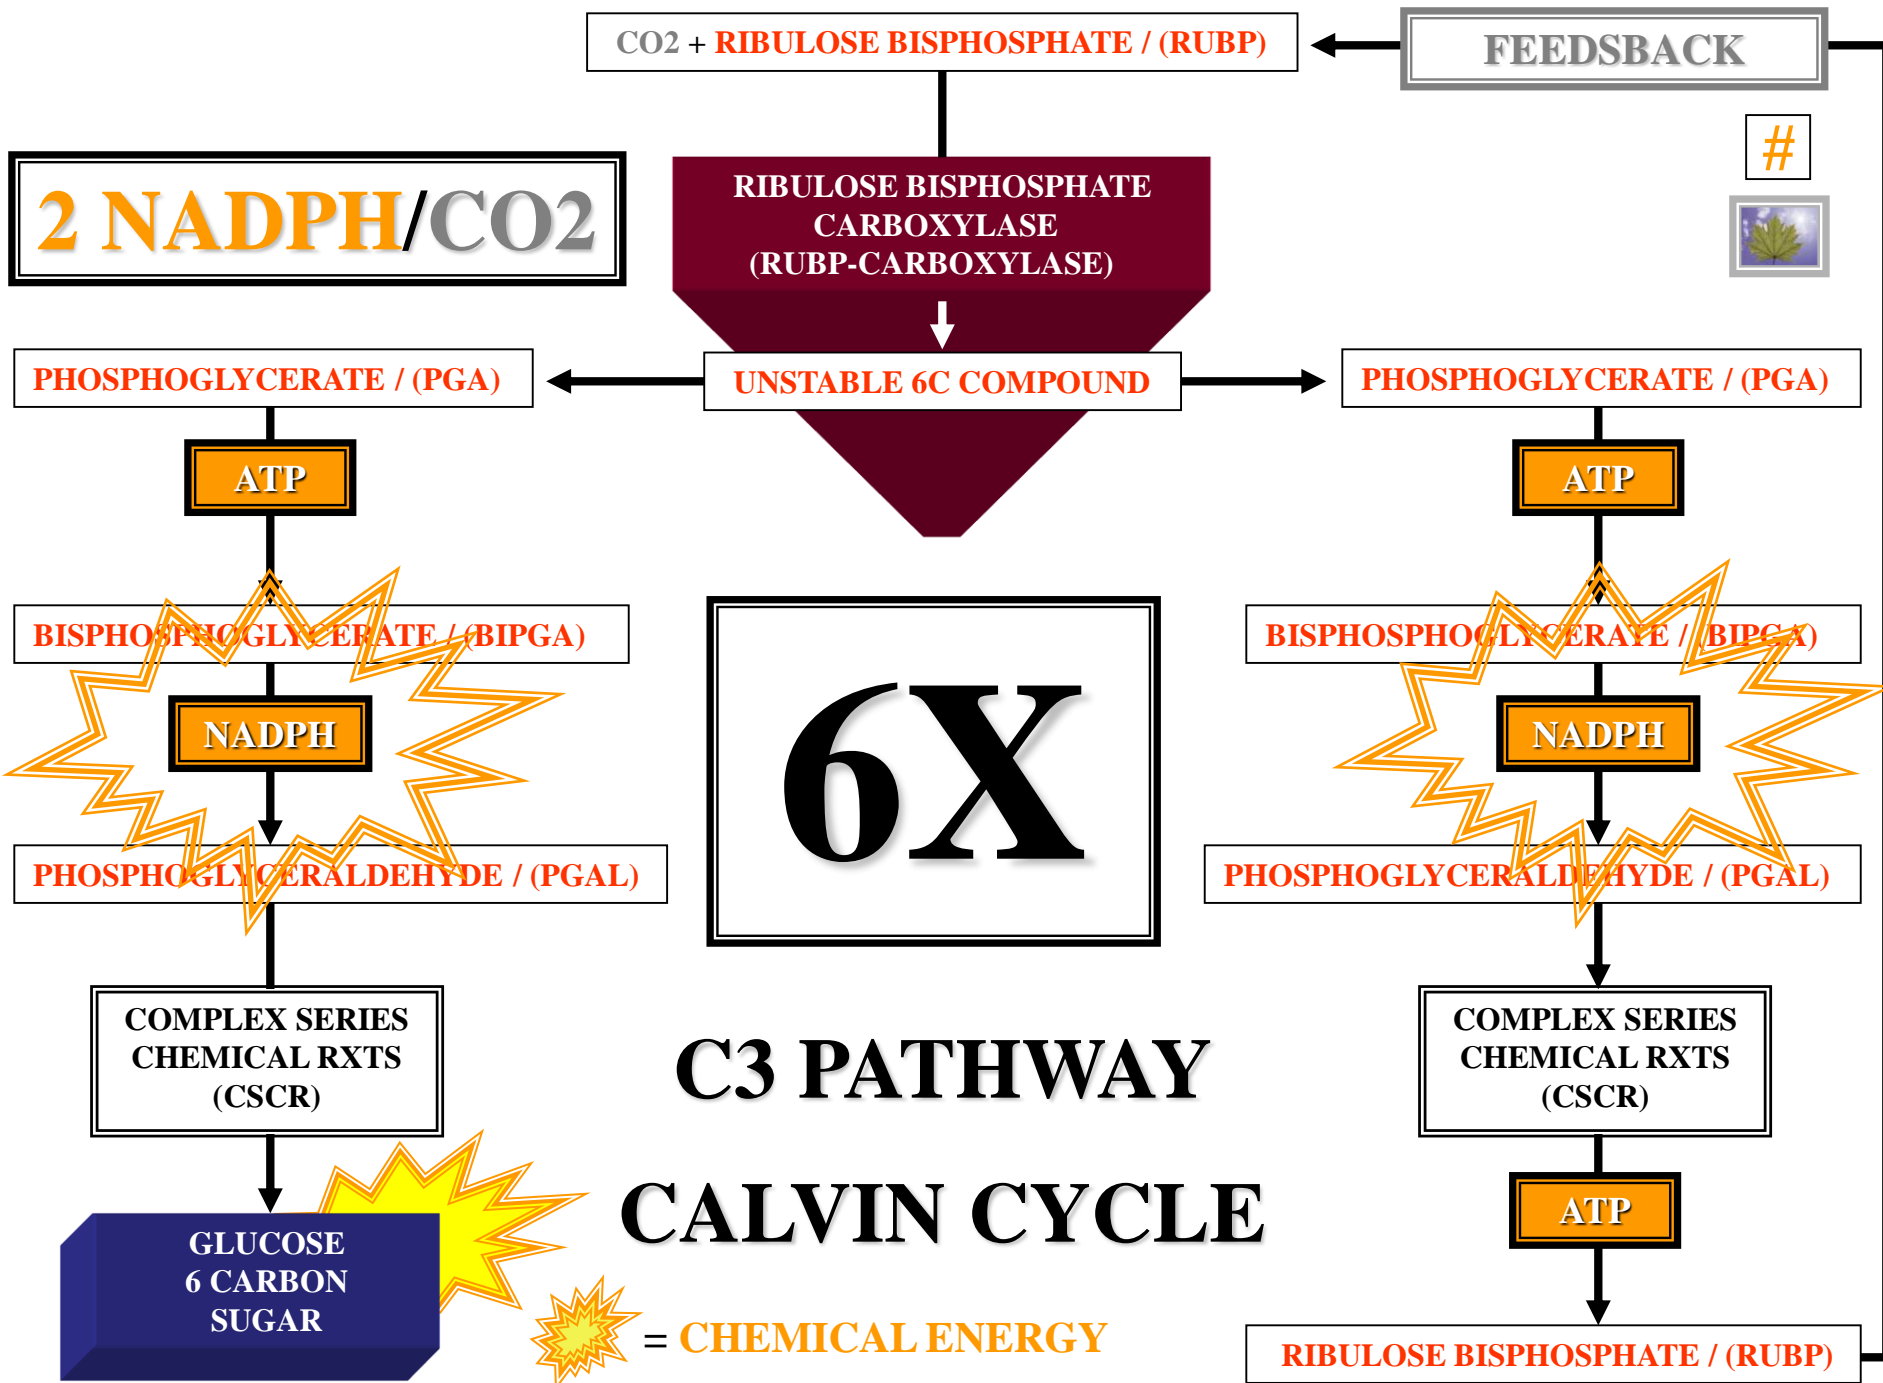 CO2 + RIBULOSE BISPHOSPHATE / (RUBP)
FEEDSBACK
#
2 NADPH/CO2
RIBULOSE BISPHOSPHATE
CARBOXYLASE
(RUBP-CARBOXYLASE)
PHOSPHOGLYCERATE / (PGA)
UNSTABLE 6C COMPOUND
PHOSPHOGLYCERATE / (PGA)
ATP
ATP
BISPHOSPHOGLYCERATE / (BIPGA)
BISPHOSPHOGLYCERAYE / (BIPGA)
NADPH
6X
NADPH
PHOSPHOGLYCERALDEHYDE / (PGAL)
PHOSPHOGLYCERALDEHYDE / (PGAL)
COMPLEX SERIES
CHEMICAL RXTS
(CSCR)
C3 PATHWAY
COMPLEX SERIES
CHEMICAL RXTS
(CSCR)
CALVIN CYCLE
ATP
GLUCOSE
6 CARBON
SUGAR
= CHEMICAL ENERGY
RIBULOSE BISPHOSPHATE / (RUBP)